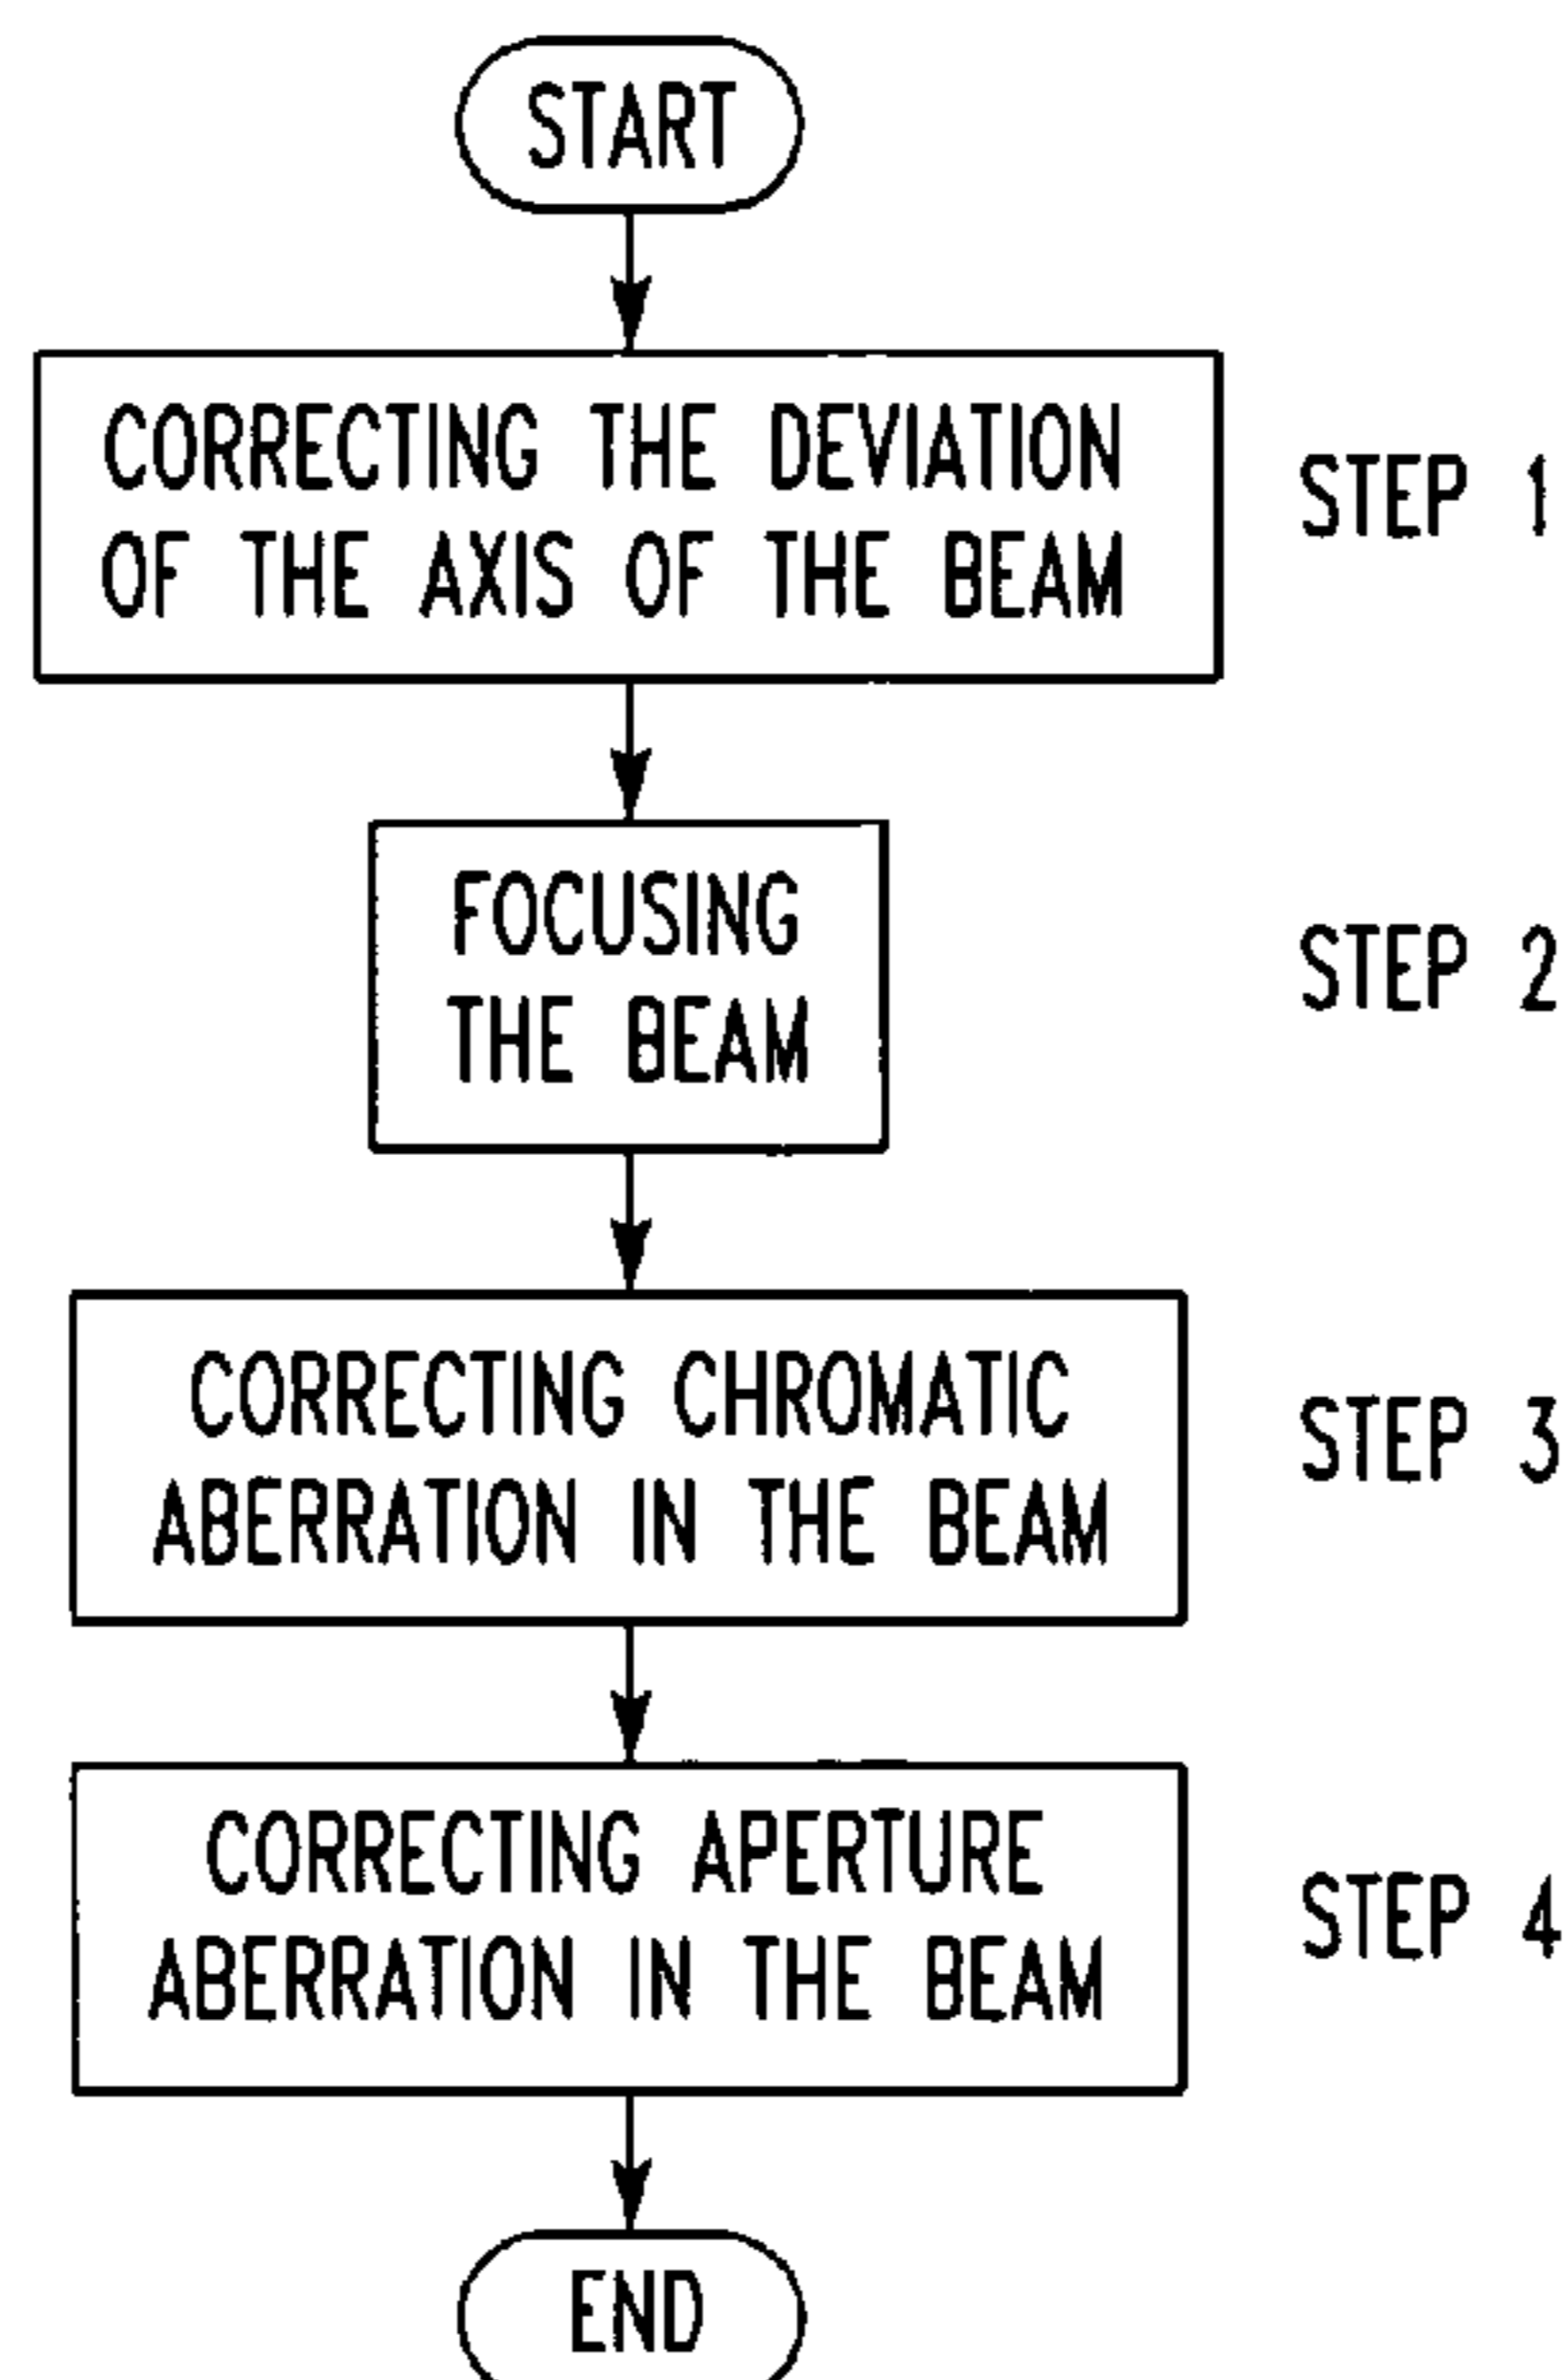 START
CORRECTING THE DEVIATION
OF THE AXIS OF THE BEAM
STEP 1
FOCUSING
THE BEAM
STEP 2
CORRECTING CHROMATIC
ABERRATION IN THE BEAM
STEP 3
CORRECTING APERTURE
ABERRATION IN THE BEAM
STEP 4
END